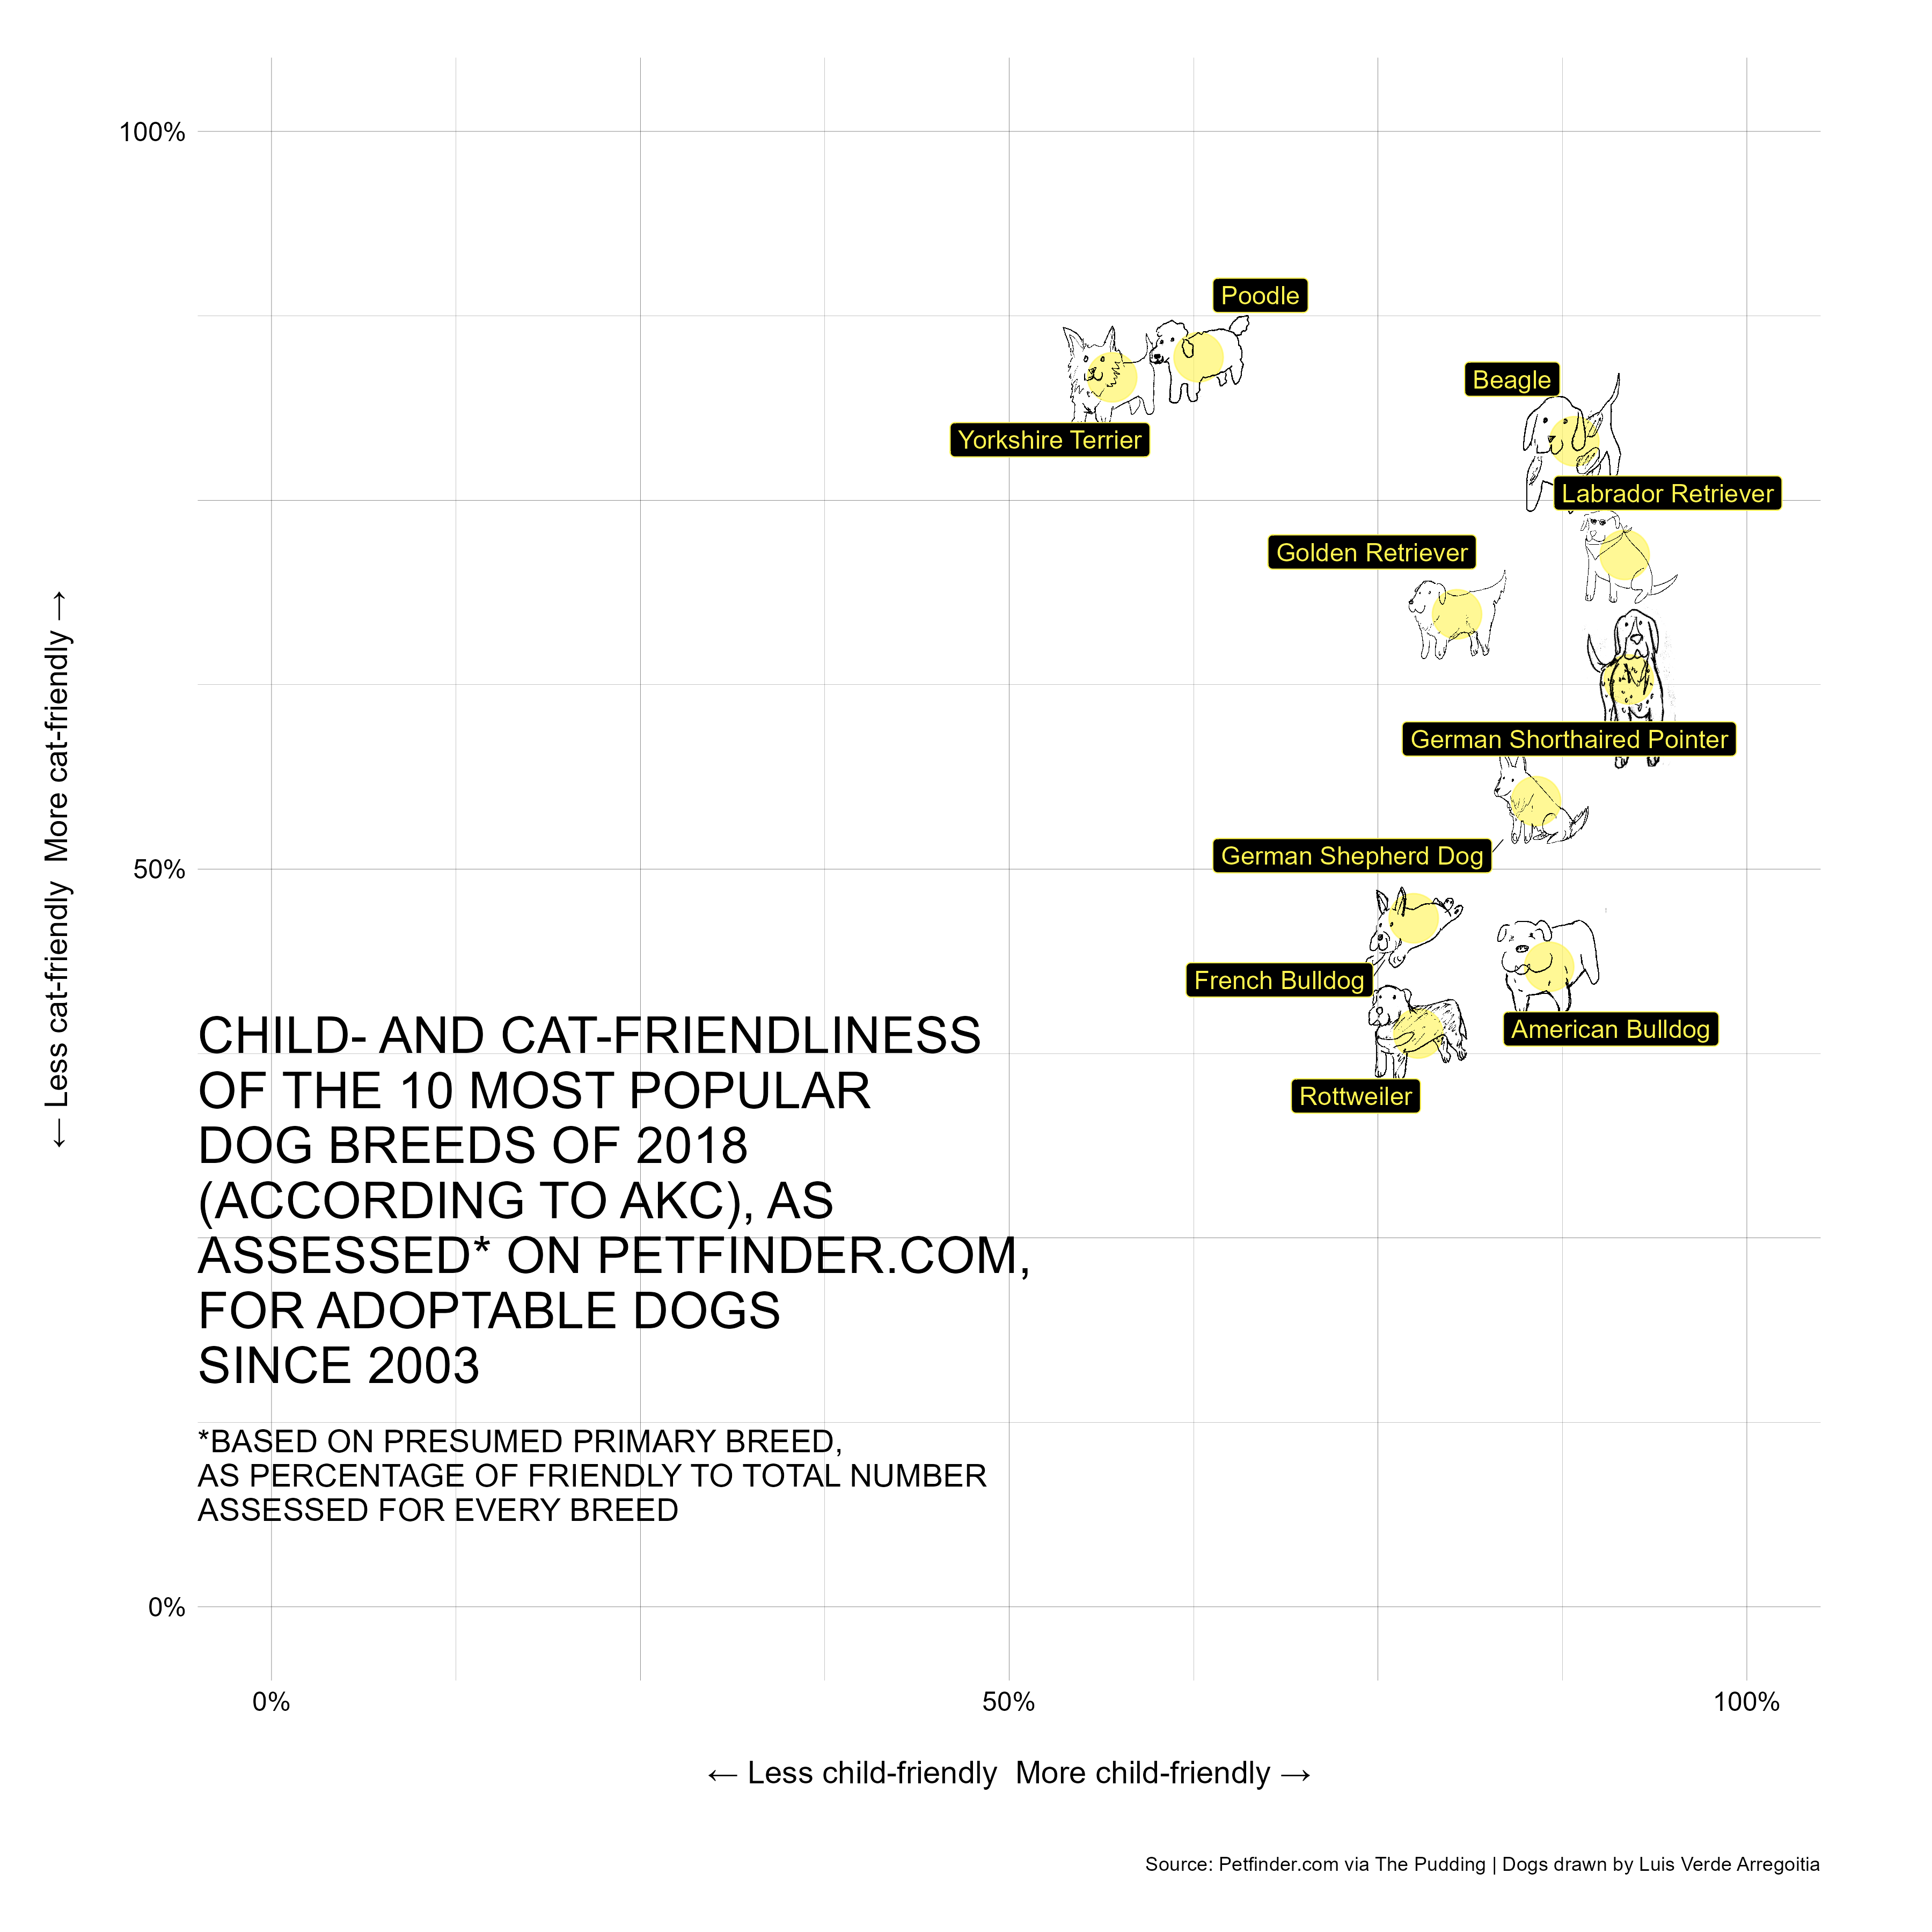 100%
Poodle
Beagle
Yorkshire Terrier
Labrador Retriever
Golden Retriever
German Shorthaired Pointer
German Shepherd Dog
50%
French Bulldog
American Bulldog
Rottweiler
← Less cat-friendly  More cat-friendly →
CHILD- AND CAT-FRIENDLINESS
OF THE 10 MOST POPULAR
DOG BREEDS OF 2018
(ACCORDING TO AKC), AS
ASSESSED* ON PETFINDER.COM,
FOR ADOPTABLE DOGS
SINCE 2003
*BASED ON PRESUMED PRIMARY BREED,
AS PERCENTAGE OF FRIENDLY TO TOTAL NUMBER
ASSESSED FOR EVERY BREED
0%
0% 50% 100%
← Less child-friendly  More child-friendly →
Source: Petfinder.com via The Pudding | Dogs drawn by Luis Verde Arregoitia